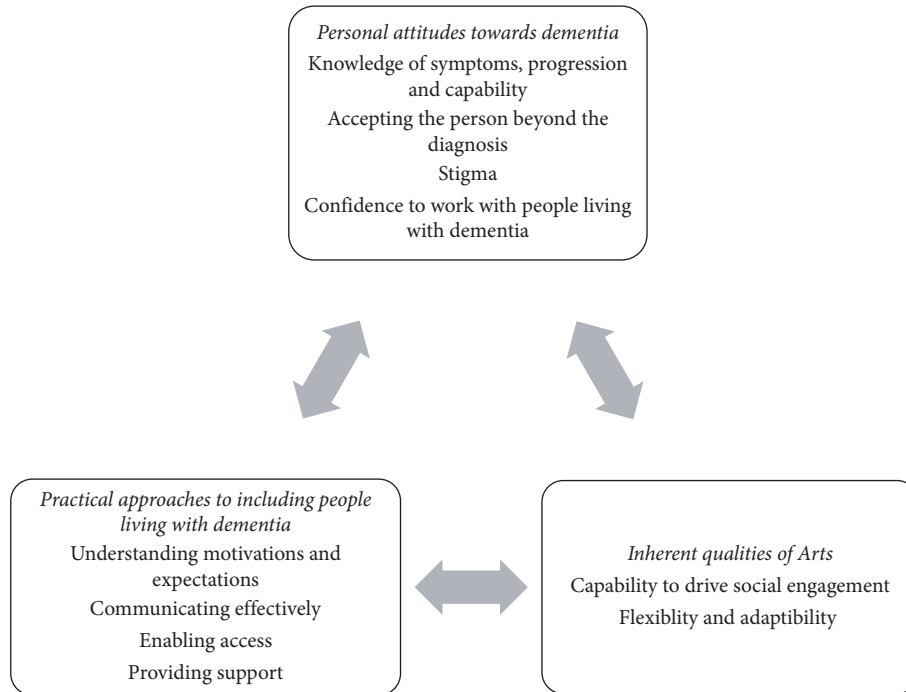 Personal attitudes towards dementia
Knowledge of symptoms, progression
and capability
Accepting the person beyond the
diagnosis
Stigma
Confidence to work with people living
with dementia
Practical approaches to including people
living with dementia
Understanding motivations and
expectations
Communicating effectively
Enabling access
Providing support
Inherent qualities of Arts
Capability to drive social engagement
Flexiblity and adaptibility